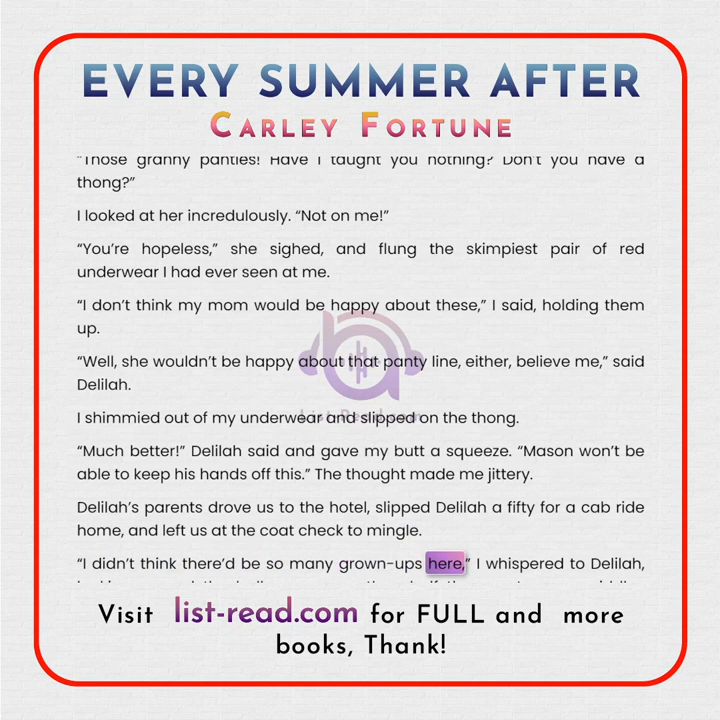 EVERY SUMMER AFTER
CARLEY FORTUNE
“Those granny panties! Have I taught you nothing? Don’t you have a
thong?”
I looked at her incredulously. “Not on me!”
“You’re hopeless,” she sighed, and flung the skimpiest pair of red
underwear I had ever seen at me.
“I don’t think my mom would be happy about these,” I said, holding them
up.
“Well, she wouldn’t be happy about that panty line, either, believe me,” said
Delilah.
I shimmied out of my underwear and slipped on the thong.
“Much better!” Delilah said and gave my butt a squeeze. “Mason won’t be
able to keep his hands off this.” The thought made me jittery.
Delilah’s parents drove us to the hotel, slipped Delilah a fifty for a cab ride
home, and left us at the coat check to mingle.
“I didn’t think there’d be so many grown-ups here,” I whispered to Delilah,
Visit list-read.com for FULL and more
books, Thank!